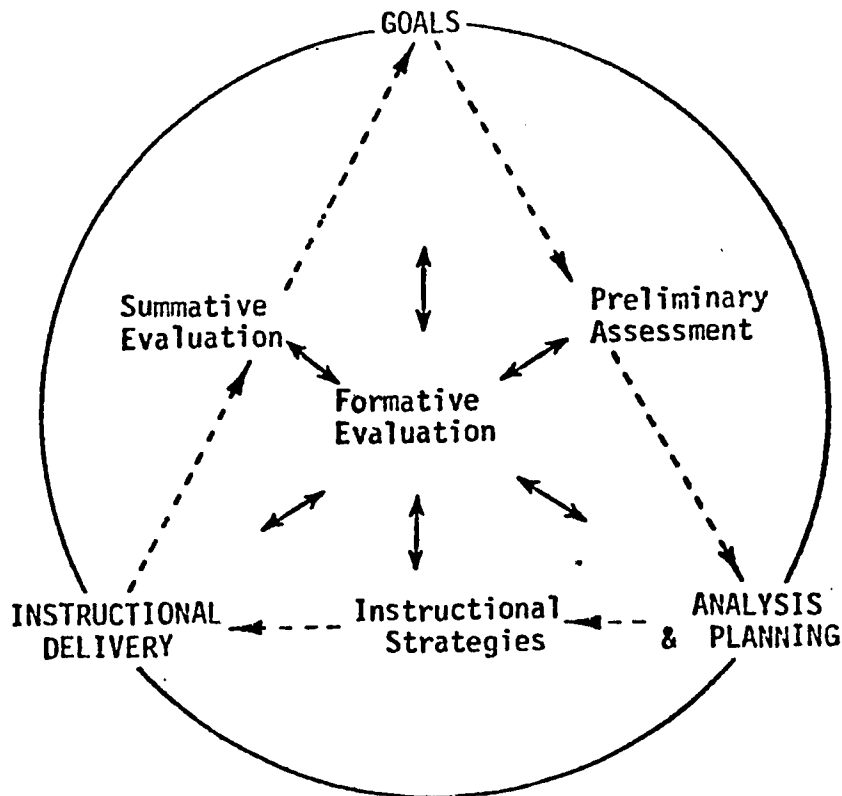 GOALS
Summative
Evaluation
Preliminary
Assessment
Formative
Evaluation
INSTRUCTIONAL
DELIVERY
Instructional
Strategies
ANALYSIS
& PLANNING